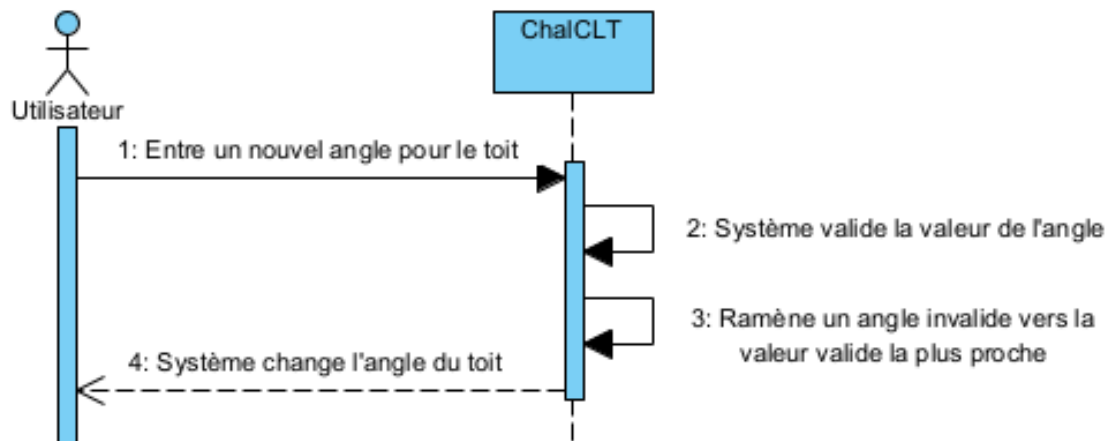 ChalCLT
Utilisateur
1: Entre un nouvel angle pour le toit
2: Système valide la valeur de l'angle
3: Ramène un angle invalide vers la
valeur valide la plus proche
4: Système change l'angle du toit